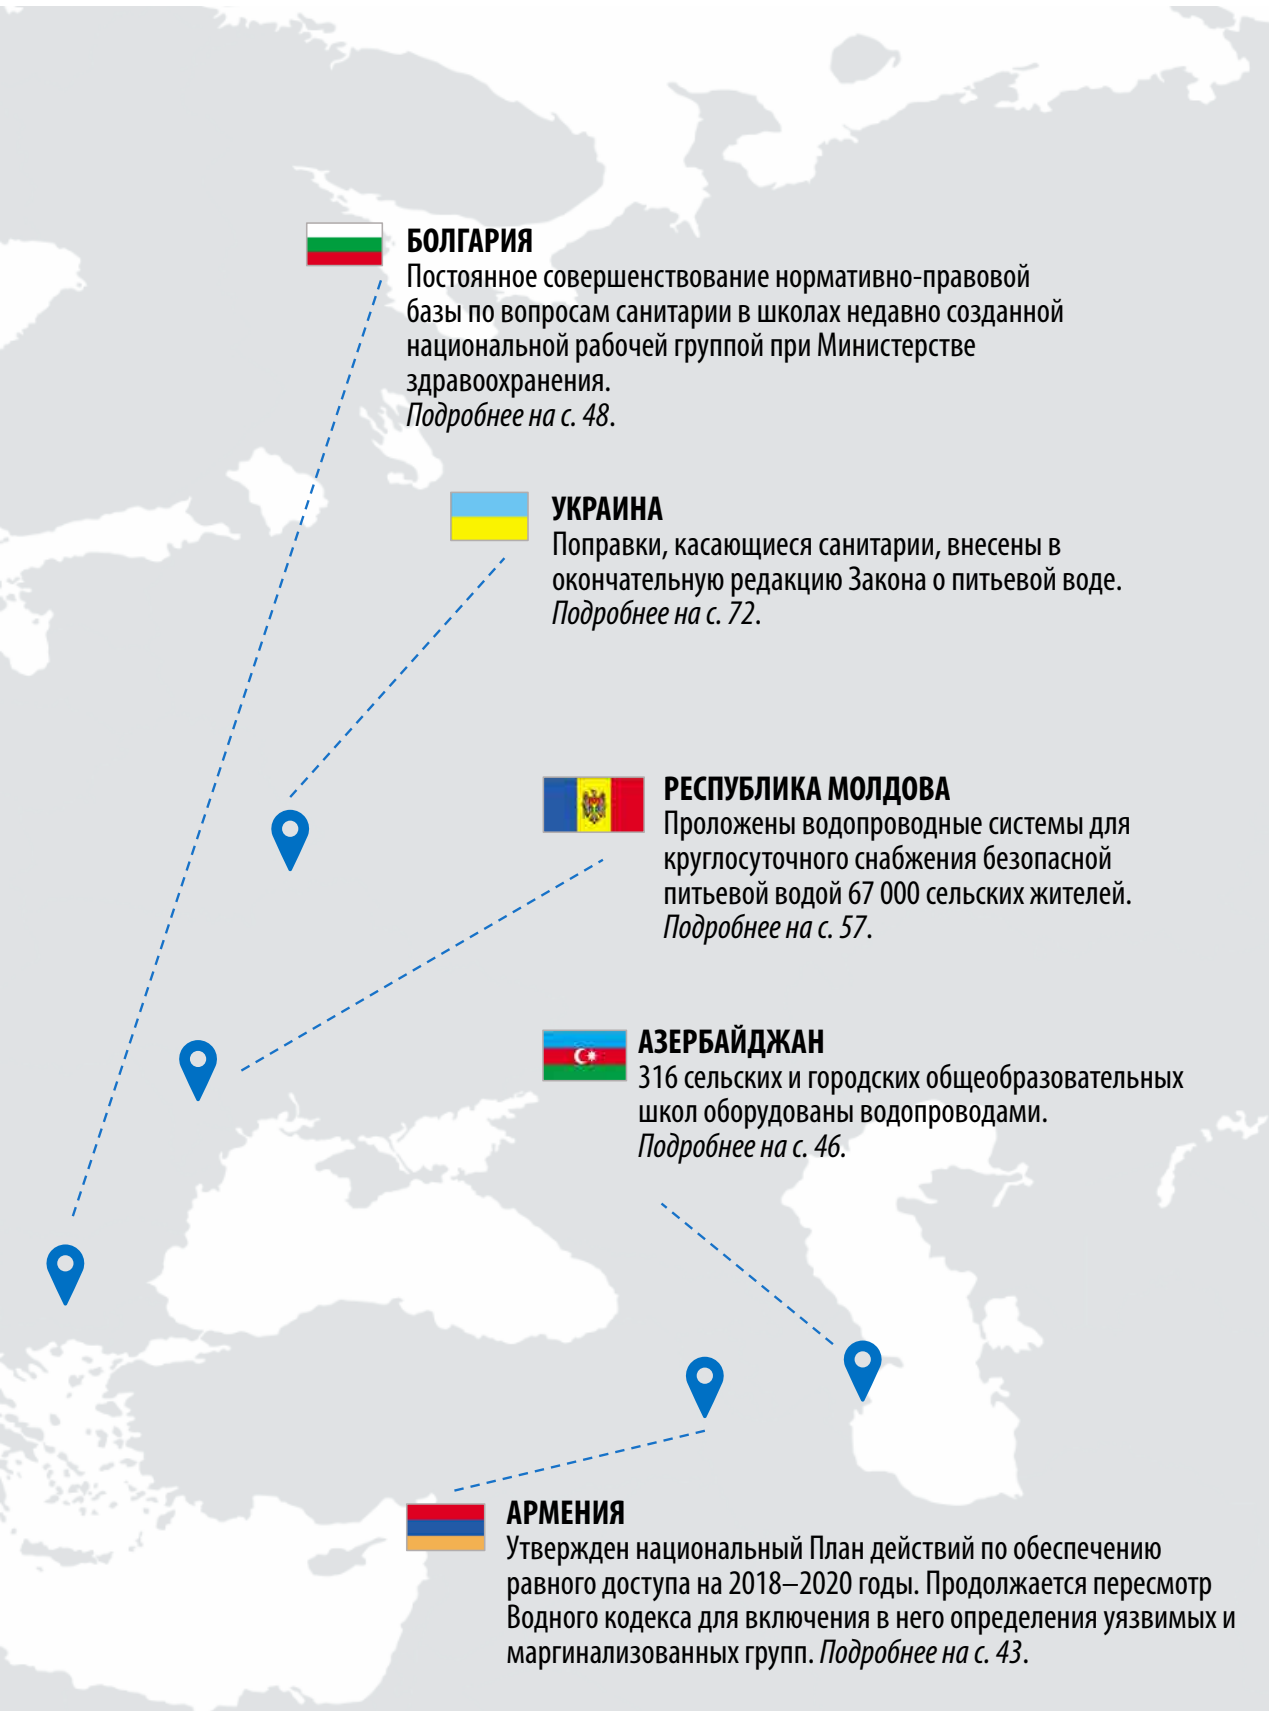 БОЛГАРИЯ
Постоянное совершенствование нормативно-правовой
базы по вопросам санитарии в школах недавно созданной
национальной рабочей группой при Министерстве
здравоохранения.
Подробнее на с. 48.
УКРАИНА
Поправки, касающиеся санитарии, внесены в
окончательную редакцию Закона о питьевой воде.
Подробнее на с. 72.
РЕСПУБЛИКА МОЛДОВА
Проложены водопроводные системы для
круглосуточного снабжения безопасной
питьевой водой 67 000 сельских жителей.
Подробнее на с. 57.
АЗЕРБАЙДЖАН
316 сельских и городских общеобразовательных
школ оборудованы водопроводами.
Подробнее на с. 46.
АРМЕНИЯ
Утвержден национальный План действий по обеспечению
равного доступа на 2018–2020 годы. Продолжается пересмотр
Водного кодекса для включения в него определения уязвимых и
маргинализованных групп. Подробнее на с. 43.